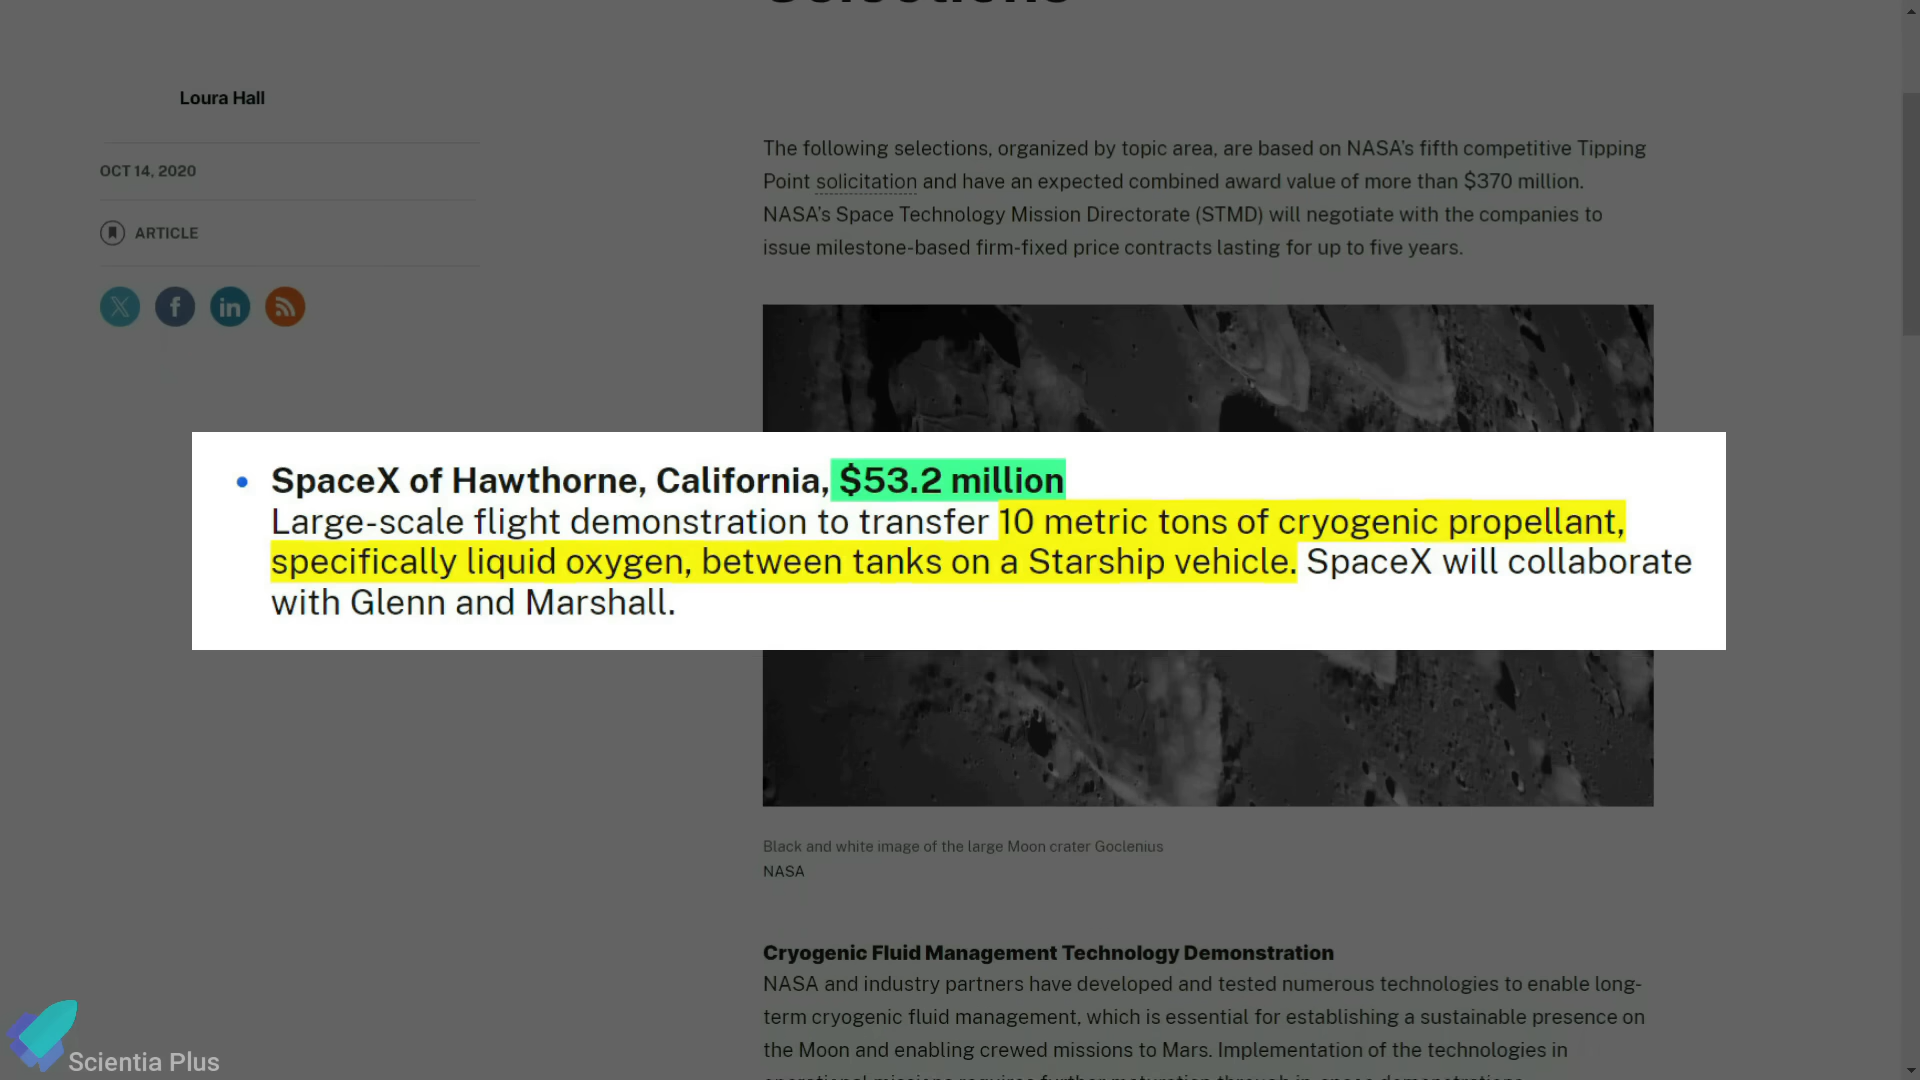 Loura Hall
OCT 14, 2020
ARTICLE
The following selections, organized by topic area, are based on NASA's fifth competitive Tipping
Point solicitation and have an expected combined award value of more than $370 million.
NASA's Space Technology Mission Directorate (STMD) will negotiate with the companies to
issue milestone-based firm-fixed price contracts lasting for up to five years.
• SpaceX of Hawthorne, California, $53.2 million
Large-scale flight demonstration to transfer 10 metric tons of cryogenic propellant,
specifically liquid oxygen, between tanks on a Starship vehicle. SpaceX will collaborate
with Glenn and Marshall.
Black and white image of the large Moon crater Goclenius
NASA
Cryogenic Fluid Management Technology Demonstration
NASA and industry partners have developed and tested numerous technologies to enable long-
term cryogenic fluid management, which is essential for establishing a sustainable presence on
the Moon and enabling crewed missions to Mars. Implementation of the technologies in
Scientia Plus